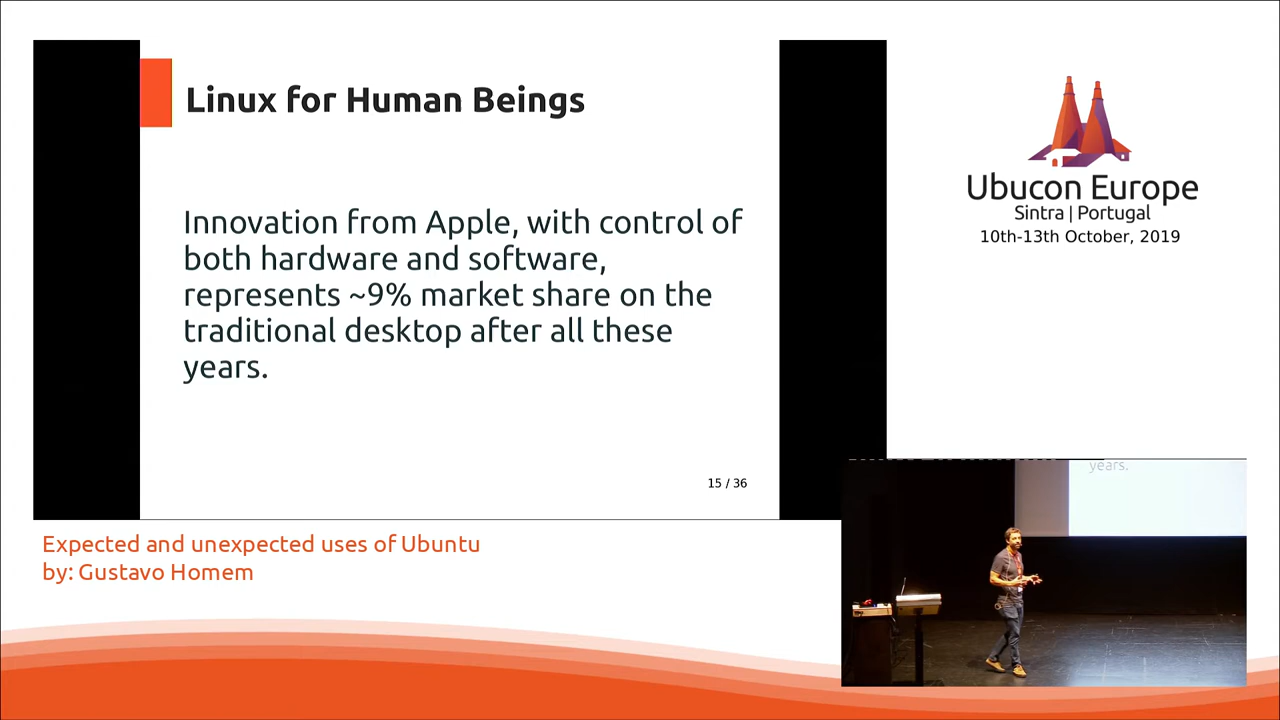 Linux for Human Beings
Innovation from Apple, with control of
both hardware and software,
represents ~9% market share on the
traditional desktop after all these
years.
15 / 36
Ubucon Europe
Sintra | Portugal
10th-13th October, 2019
years.
Expected and unexpected uses of Ubuntu
by: Gustavo Homem